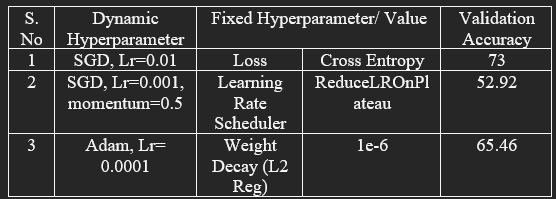 S. No Dynamic Hyperparameter Fixed Hyperparameter/ Value Validation Accuracy
1 SGD, Lr=0.01 Loss Cross Entropy 73
2 SGD, Lr=0.001, momentum=0.5 Learning Rate Scheduler ReduceLROnPl ateau 52.92
3 Adam, Lr= 0.0001 Weight Decay (L2 Reg) 1e-6 65.46